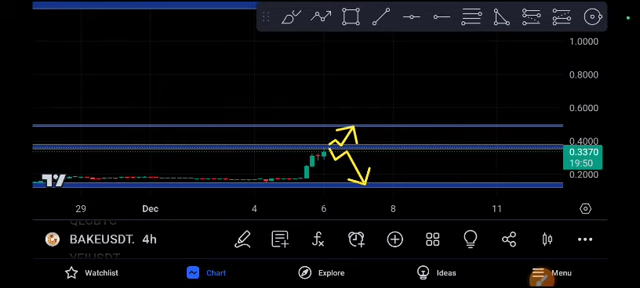 1.0000
0.8000
0.6000
0.4000
0.3370
19:50
0.2000
29 Dec 4 6 8 11
BAKEUSDT. 4h
Watchlist Chart Explore Ideas Menu